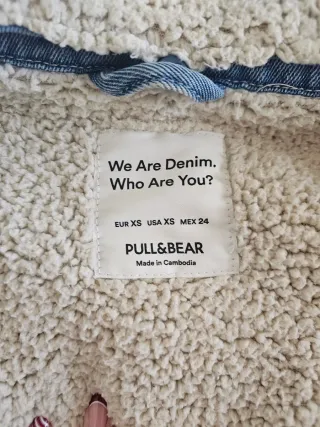 We Are Denim.
Who Are You?
EUR XS USA XS MEX 24
PULL&BEAR
Made in Cambodia